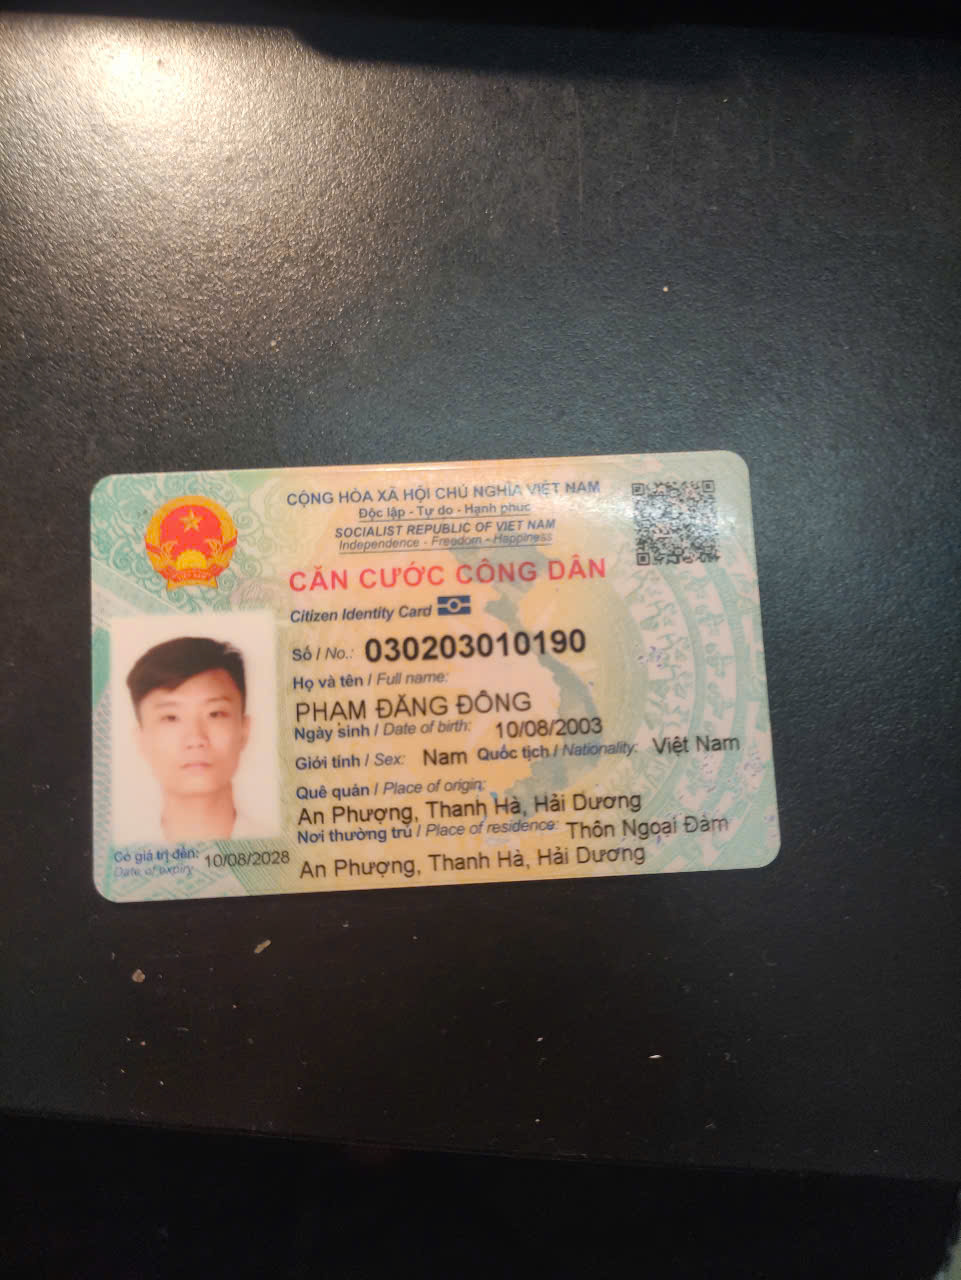 CỘNG HÒA XÃ HỘI CHỦ NGHĨA VIỆT NAM
Độc lập - Tự do - Hạnh phúc
SOCIALIST REPUBLIC OF VIET NAM
Independence - Freedom - Happiness
CĂN CƯỚC CÔNG DÂN
Citizen Identity Card
Số / No.: 030203010190
Họ và tên / Full name:
PHẠM ĐĂNG ĐÔNG
Ngày sinh / Date of birth: 10/08/2003
Giới tính / Sex: Nam Quốc tịch / Nationality: Việt Nam
Quê quán / Place of origin:
An Phượng, Thanh Hà, Hải Dương
Nơi thường trú / Place of residence: Thôn Ngoại Đàm
An Phượng, Thanh Hà, Hải Dương
Có giá trị đến: 10/08/2028
Date of expiry